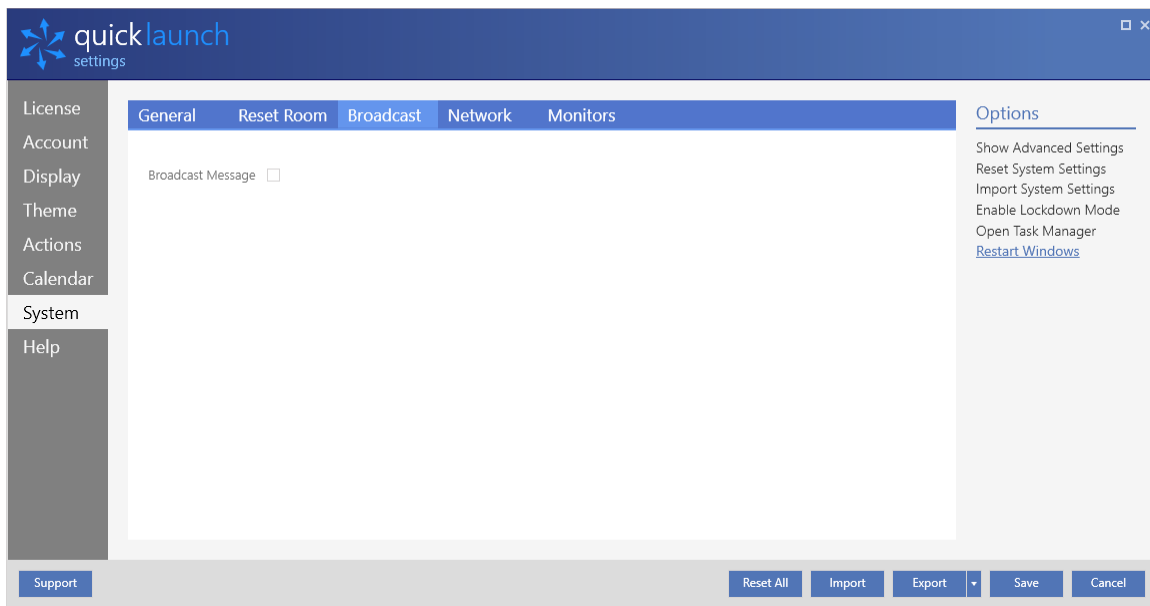 quicklaunch
settings
License
Account
Display
Theme
Actions
Calendar
System
Help
General Reset Room Broadcast Network Monitors
Broadcast Message
Options
Show Advanced Settings
Reset System Settings
Import System Settings
Enable Lockdown Mode
Open Task Manager
Restart Windows
Support Reset All Import Export Save Cancel